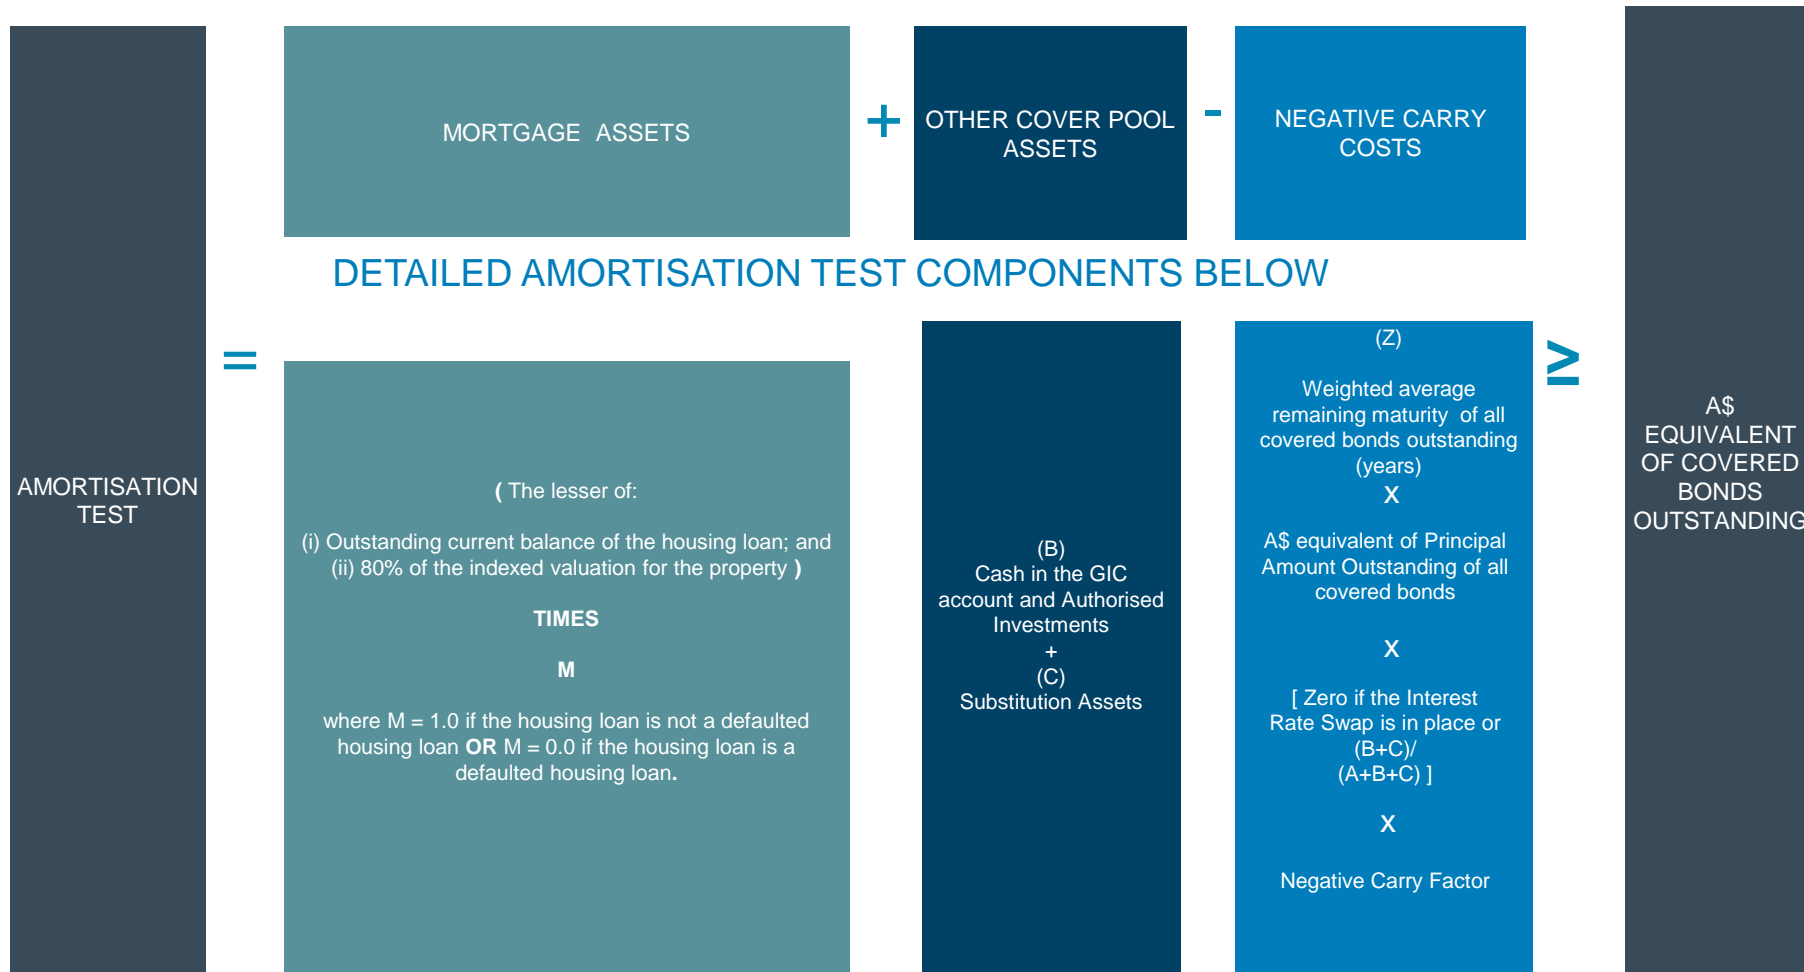 AMORTISATION
TEST
=
MORTGAGE ASSETS
+
OTHER COVER POOL
ASSETS
-
NEGATIVE CARRY
COSTS
DETAILED AMORTISATION TEST COMPONENTS BELOW
( The lesser of:
(i) Outstanding current balance of the housing loan; and
(ii) 80% of the indexed valuation for the property )
TIMES
M
where M = 1.0 if the housing loan is not a defaulted
housing loan OR M = 0.0 if the housing loan is a
defaulted housing loan.
(B)
Cash in the GIC
account and Authorised
Investments
+
(C)
Substitution Assets
(Z)
Weighted average
remaining maturity of all
covered bonds outstanding
(years)
X
A$ equivalent of Principal
Amount Outstanding of all
covered bonds
X
[ Zero if the Interest
Rate Swap is in place or
(B+C)/
(A+B+C) ]
X
Negative Carry Factor
≥
A$
EQUIVALENT
OF COVERED
BONDS
OUTSTANDING